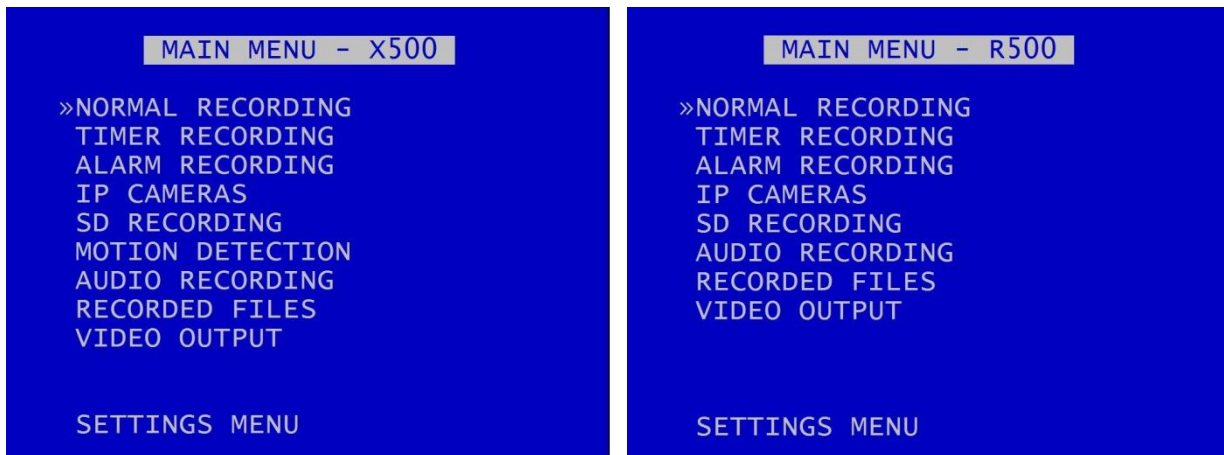 MAIN MENU - X500
»NORMAL RECORDING
TIMER RECORDING
ALARM RECORDING
IP CAMERAS
SD RECORDING
MOTION DETECTION
AUDIO RECORDING
RECORDED FILES
VIDEO OUTPUT
SETTINGS MENU
MAIN MENU - R500
»NORMAL RECORDING
TIMER RECORDING
ALARM RECORDING
IP CAMERAS
SD RECORDING
AUDIO RECORDING
RECORDED FILES
VIDEO OUTPUT
SETTINGS MENU